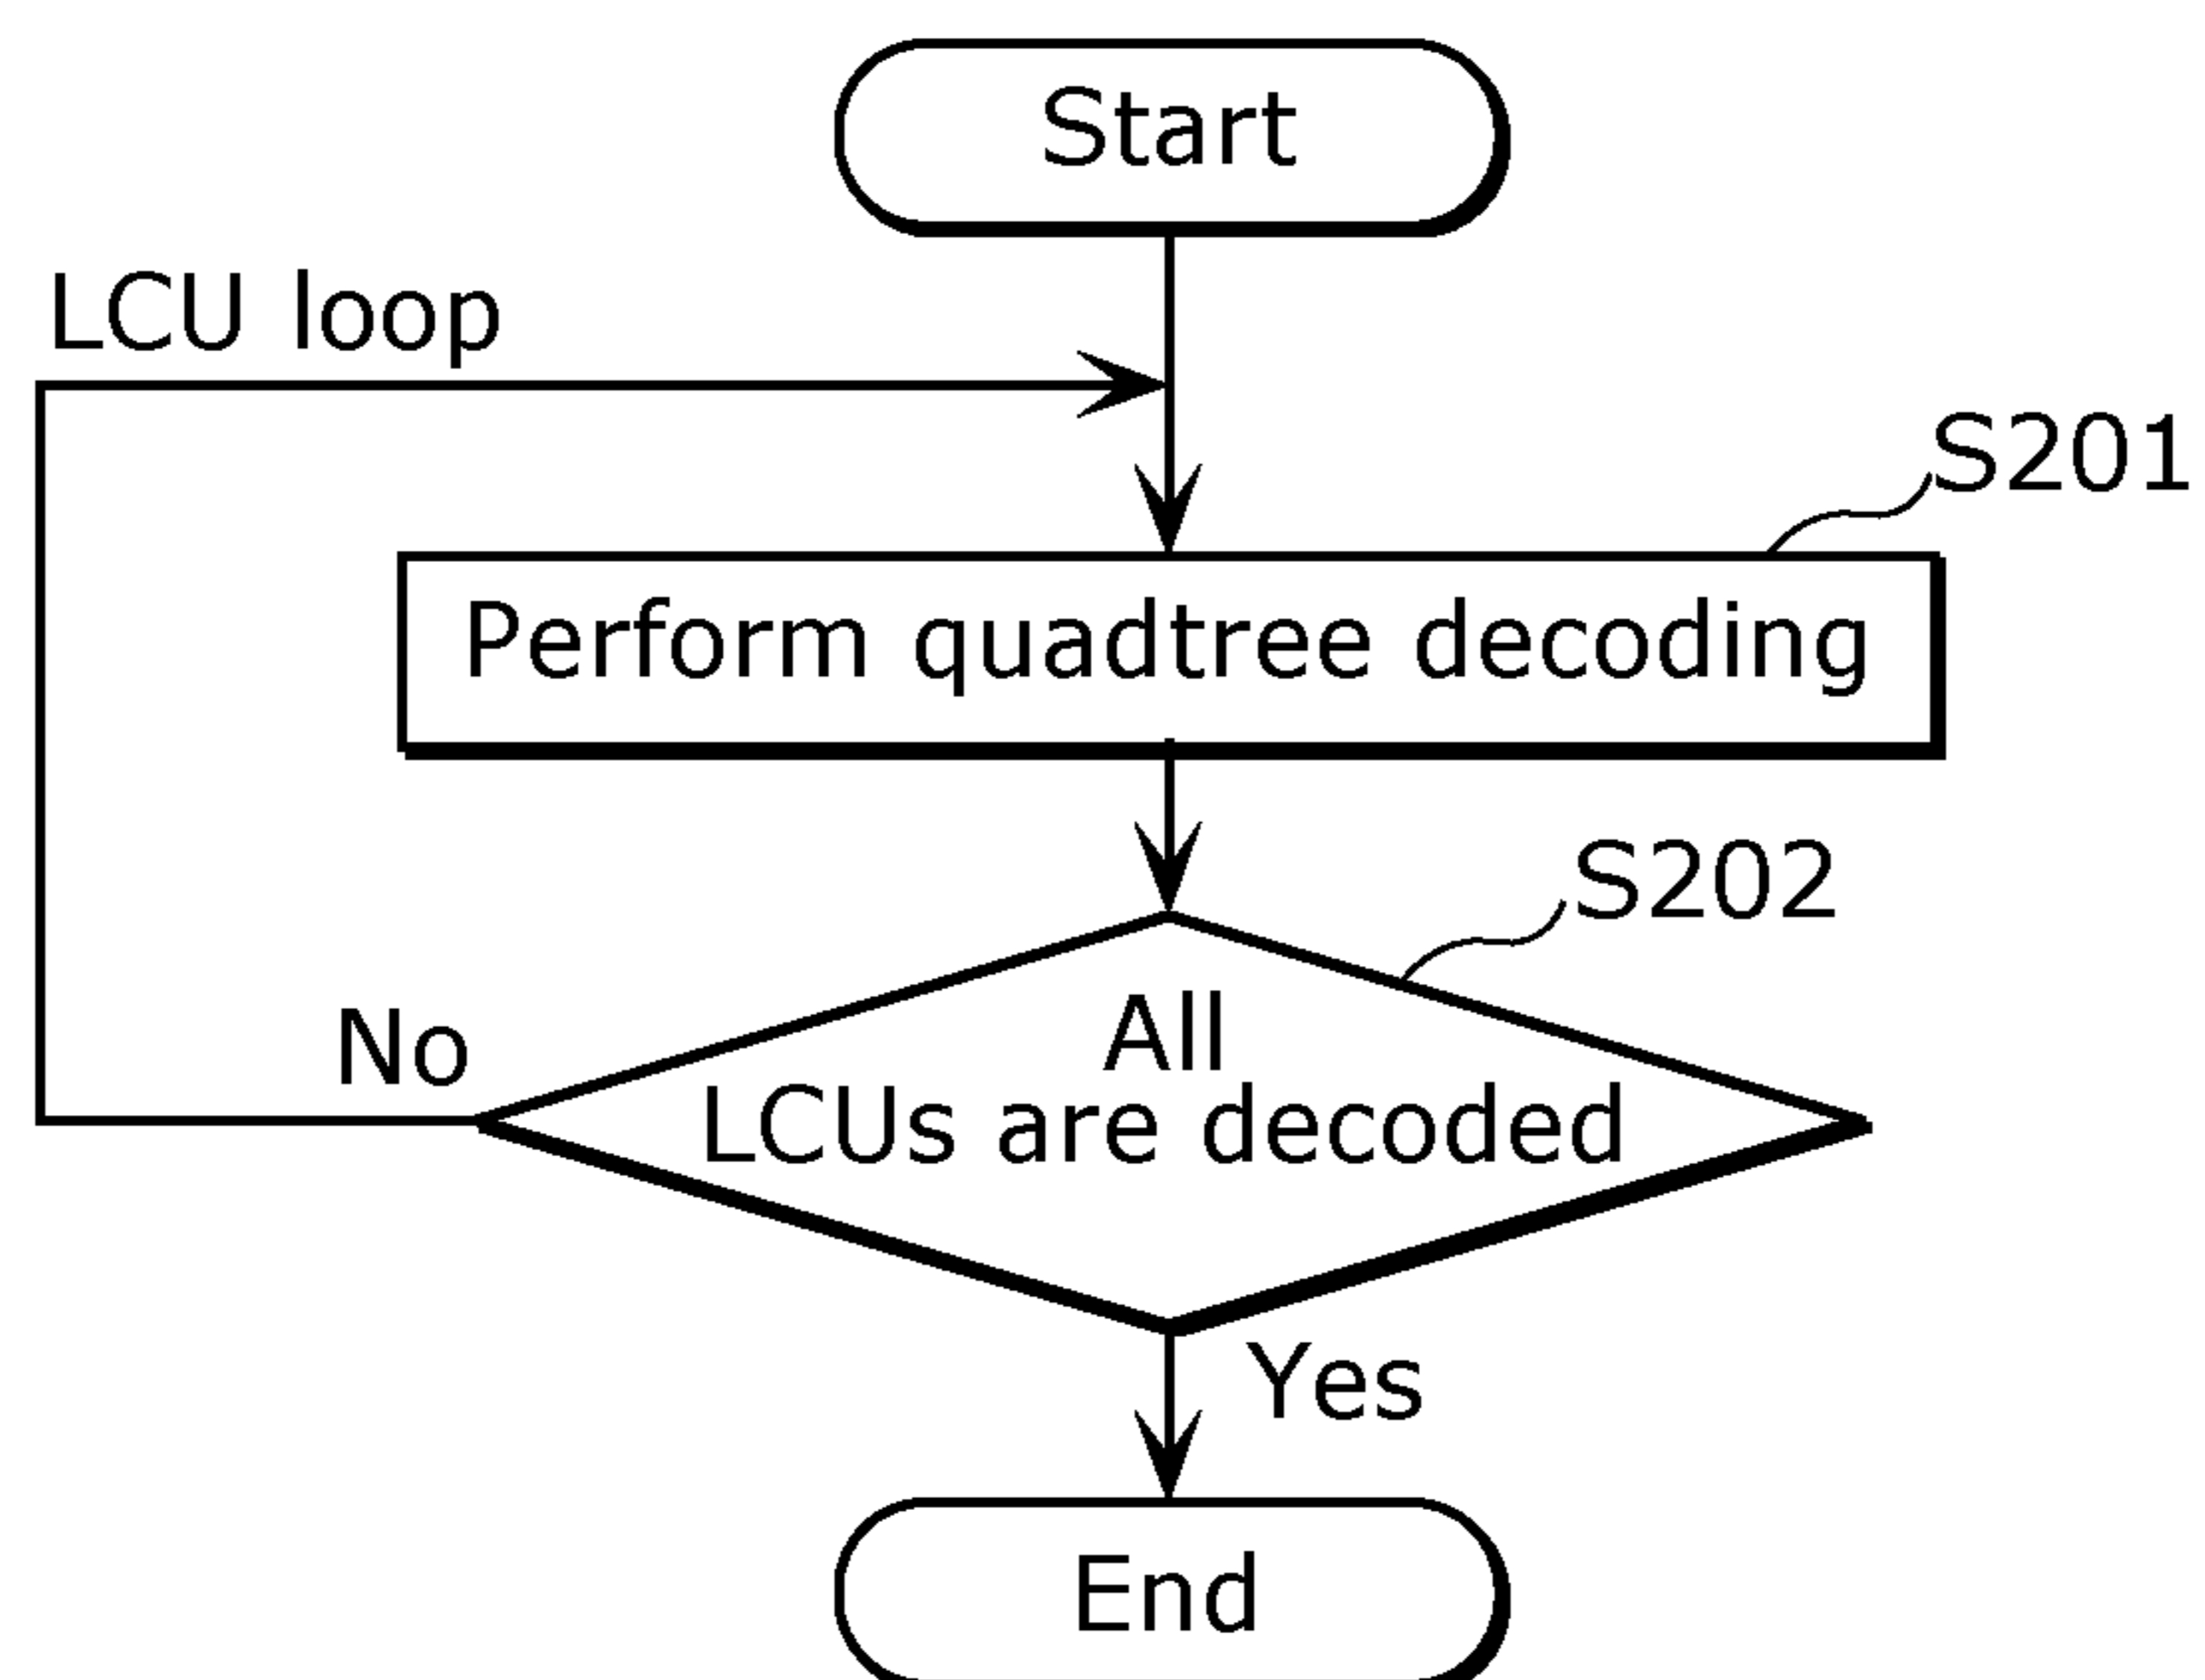 Start
LCU loop
S201
Perform quadtree decoding
S202
No
All
LCUs are decoded
Yes
End